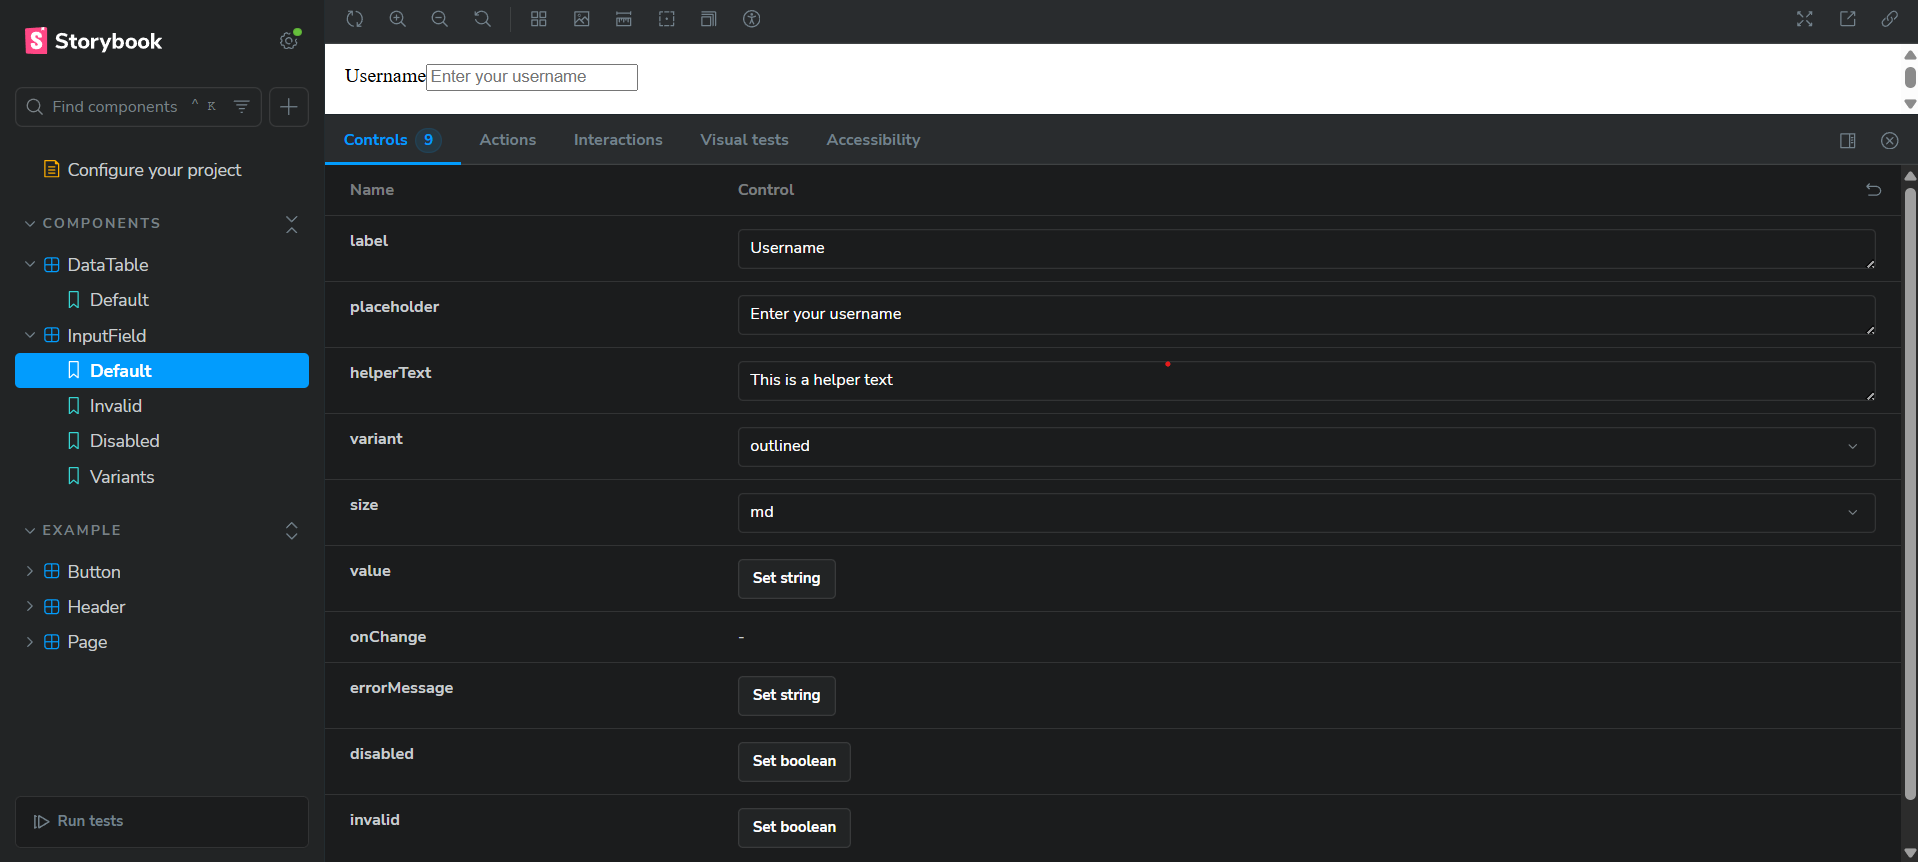 Storybook
Find components ^ K
Configure your project
COMPONENTS
DataTable
Default
InputField
Default
Invalid
Disabled
Variants
EXAMPLE
Button
Header
Page
Run tests
Username Enter your username
Controls 9 Actions Interactions Visual tests Accessibility
Name Control
label Username
placeholder Enter your username
helperText This is a helper text
variant outlined
size md
value Set string
onChange -
errorMessage Set string
disabled Set boolean
invalid Set boolean